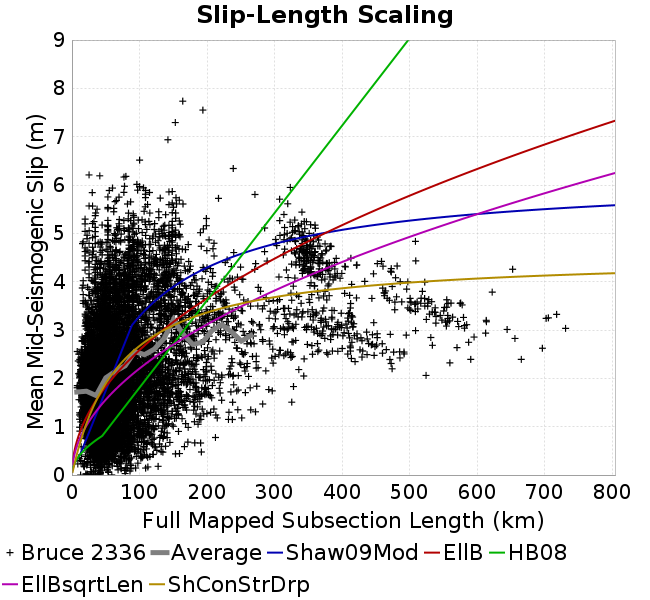 Slip-Length Scaling
Mean Mid-Seismogenic Slip (m)
9
8
7
6
5
4
3
2
1
0
0 100 200 300 400 500 600 700 800
Full Mapped Subsection Length (km)
Bruce 2336 Average Shaw09Mod EllB HB08
EllBsqrtLen ShConStrDrp